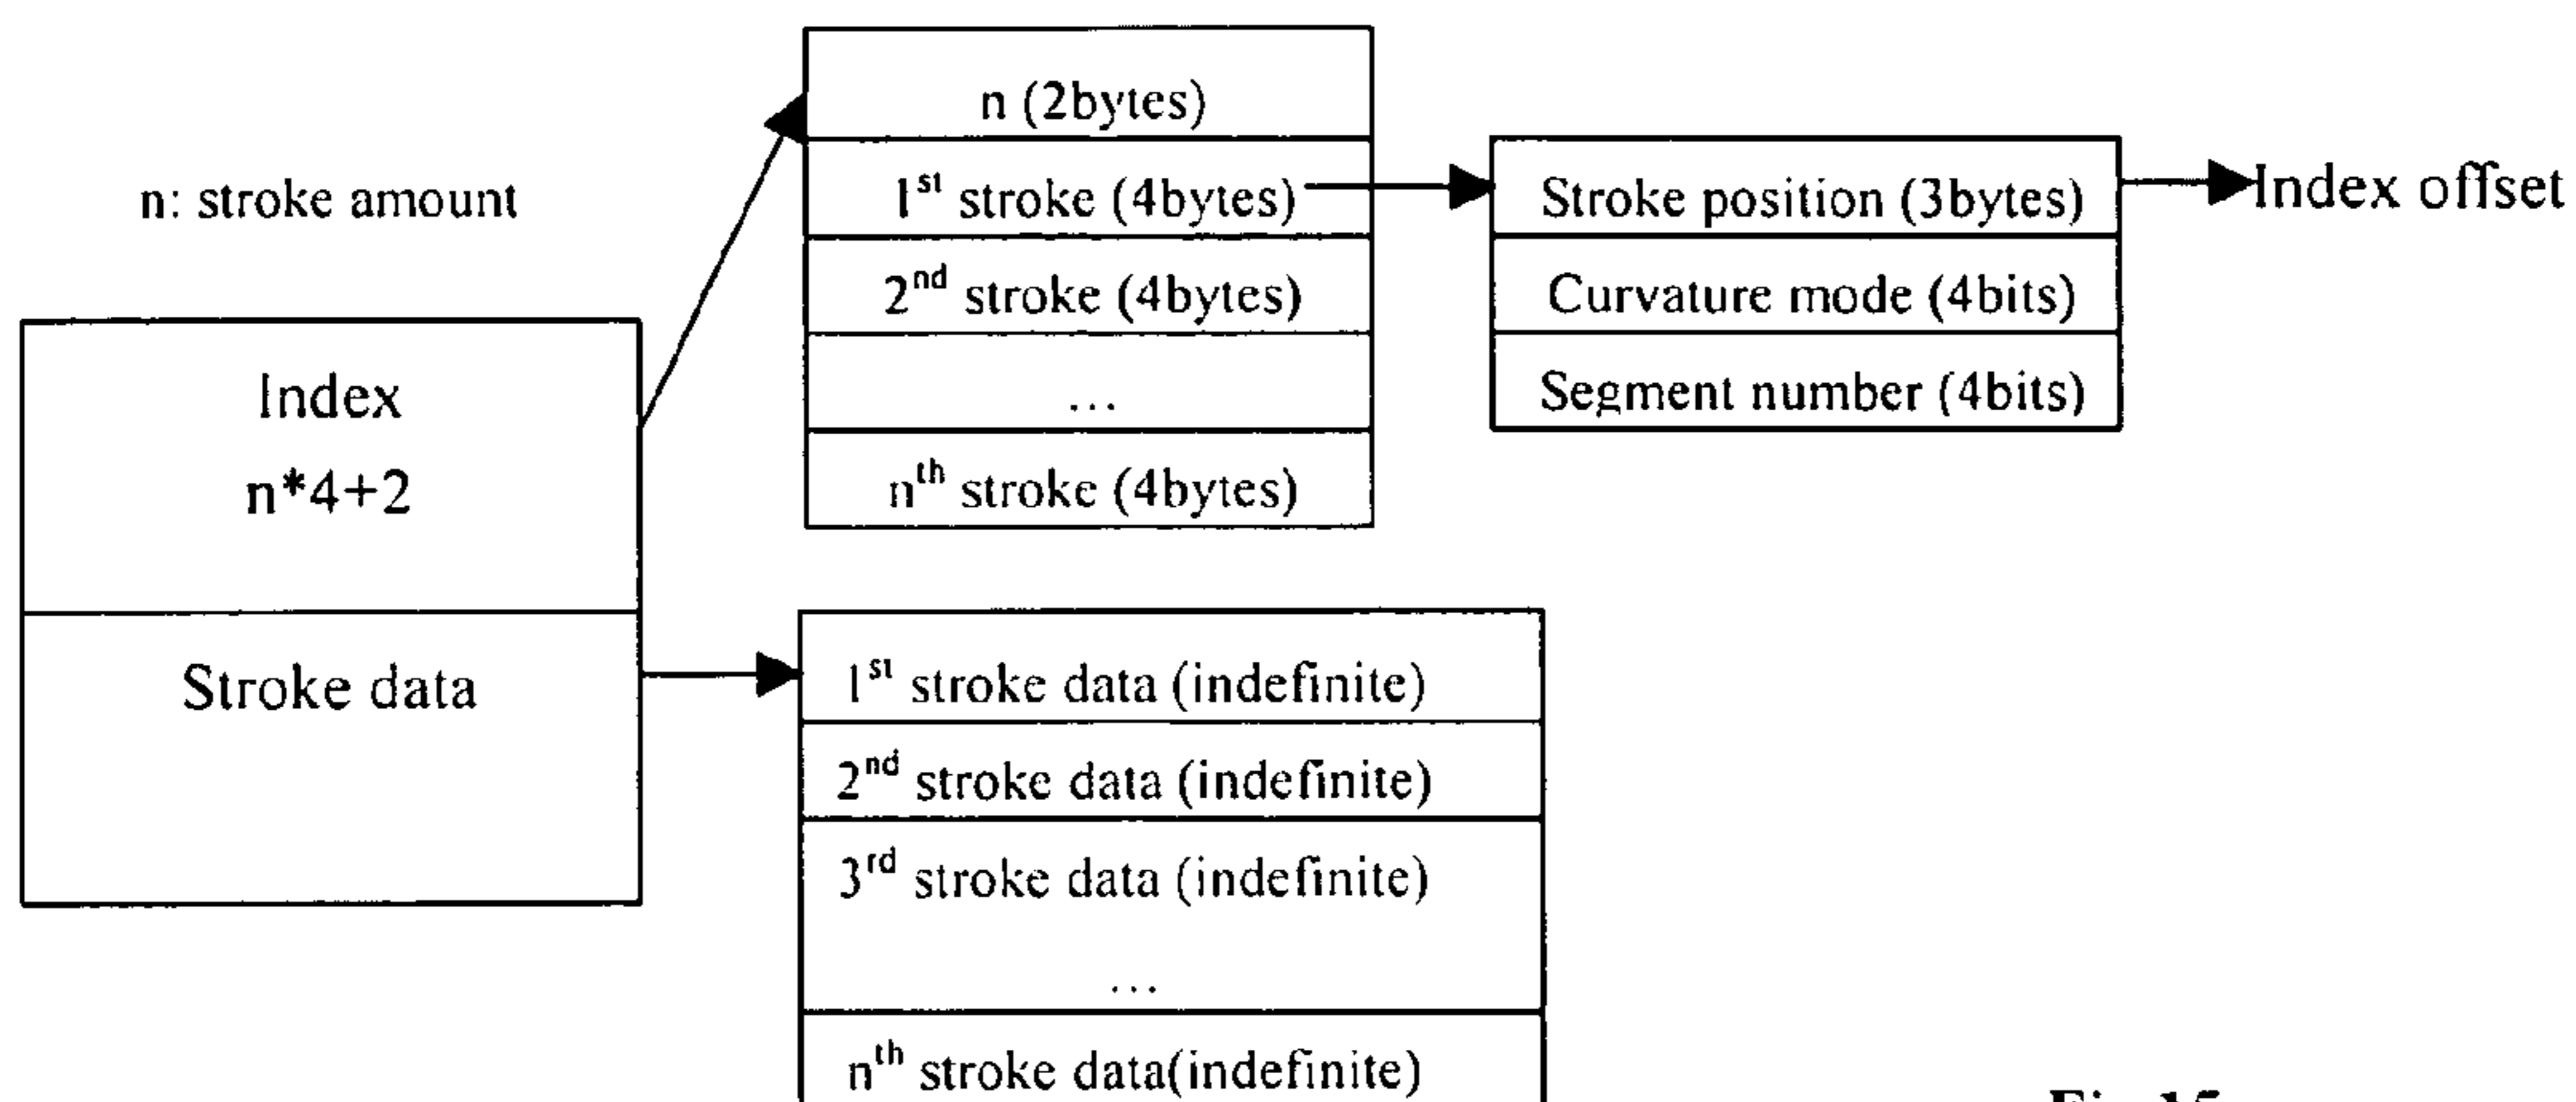 n: stroke amount
Index
n*4+2
Stroke data
n (2bytes)
1st stroke (4bytes)
2nd stroke (4bytes)
...
nth stroke (4bytes)
Stroke position (3bytes)
Curvature mode (4bits)
Segment number (4bits)
Index offset
1st stroke data (indefinite)
2nd stroke data (indefinite)
3rd stroke data (indefinite)
...
nth stroke data(indefinite)